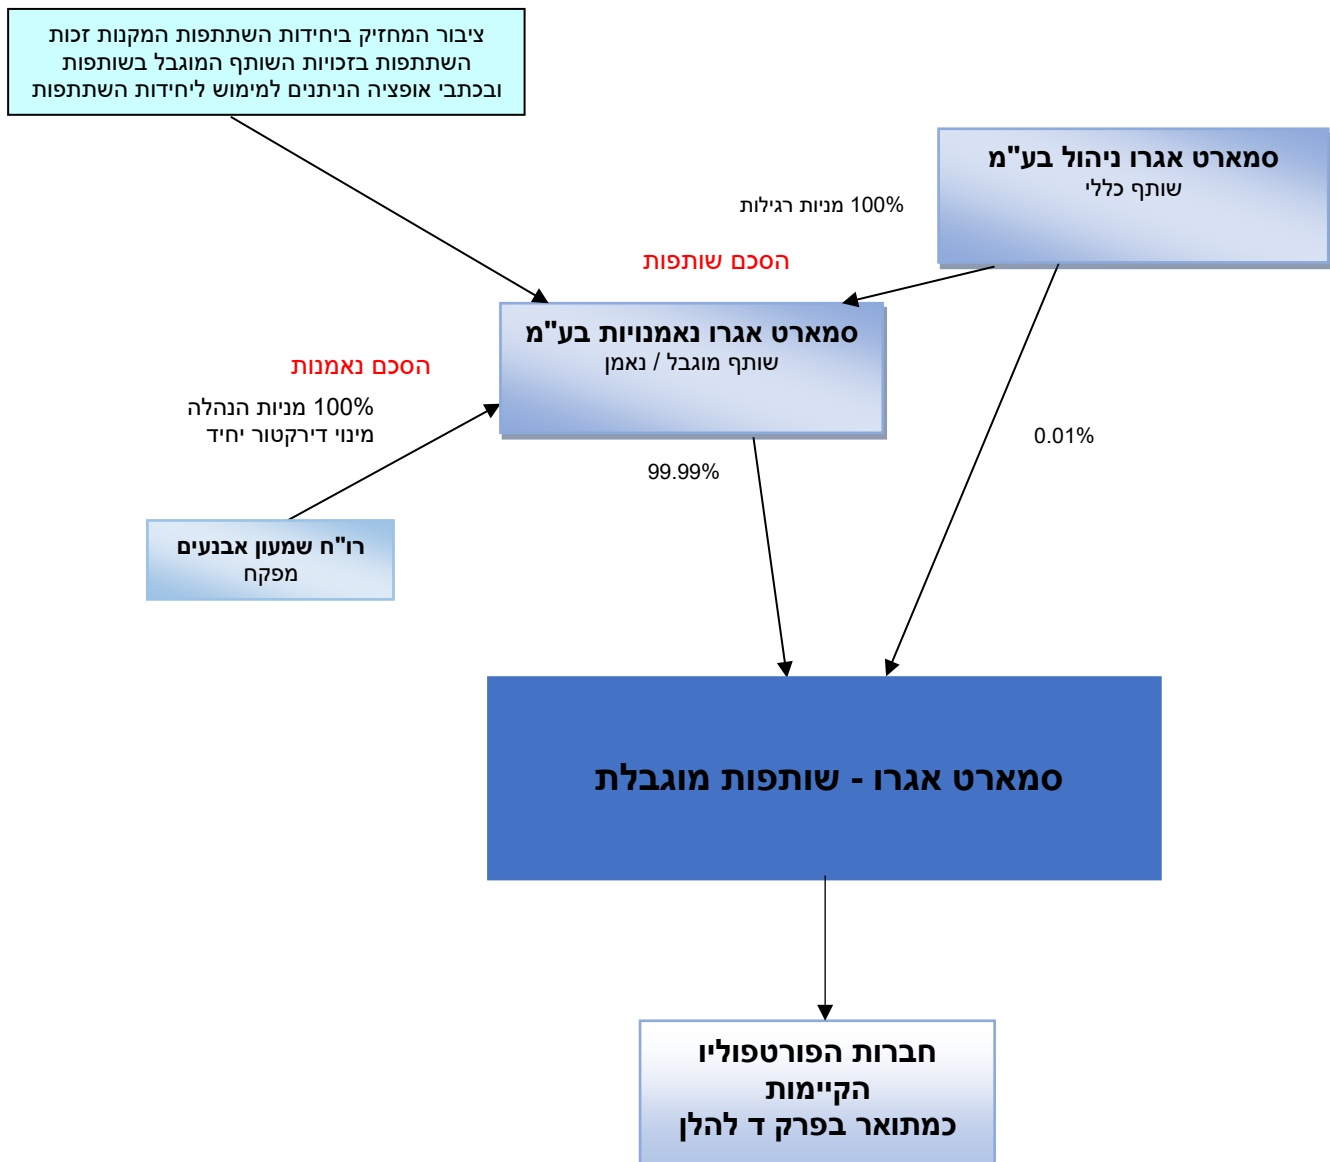 ציבור המחזיק ביחידות השתתפות המקנות זכות
השתתפות בזכויות השותף המוגבל בשותפות
ובכתבי אופציה הניתנים למימוש ליחידות השתתפות
סמארט אגרו ניהול בע"מ
שותף כללי
100% מניות רגילות
הסכם שותפות
סמארט אגרו נאמנויות בע"מ
שותף מוגבל / נאמן
הסכם נאמנות
100% מניות הנהלה
מינוי דירקטור יחיד
0.01%
99.99%
רו"ח שמעון אבנעים
מפקח
סמארט אגרו - שותפות מוגבלת
חברות הפורטפוליו
הקיימות
כמתואר בפרק ד להלן